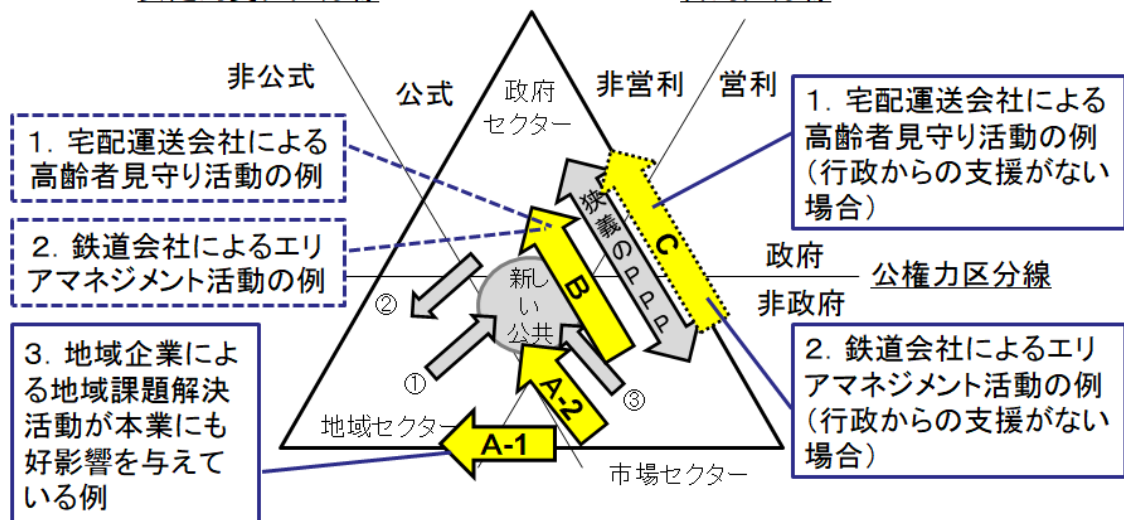 非公式
公式
政府
セクター
非営利
営利
1．宅配運送会社による
高齢者見守り活動の例
2．鉄道会社によるエリ
アマネジメント活動の例
3．地域企業によ
る地域課題解決
活動が本業にも
好影響を与えて
いる例
1．宅配運送会社による
高齢者見守り活動の例
（行政からの支援がない
場合）
狭義のPPP
C
B
新し
い
公共
②
①
③
A-2
A-1
政府
公権力区分線
非政府
2．鉄道会社によるエリ
アマネジメント活動の例
（行政からの支援がない
場合）
地域セクター
市場セクター